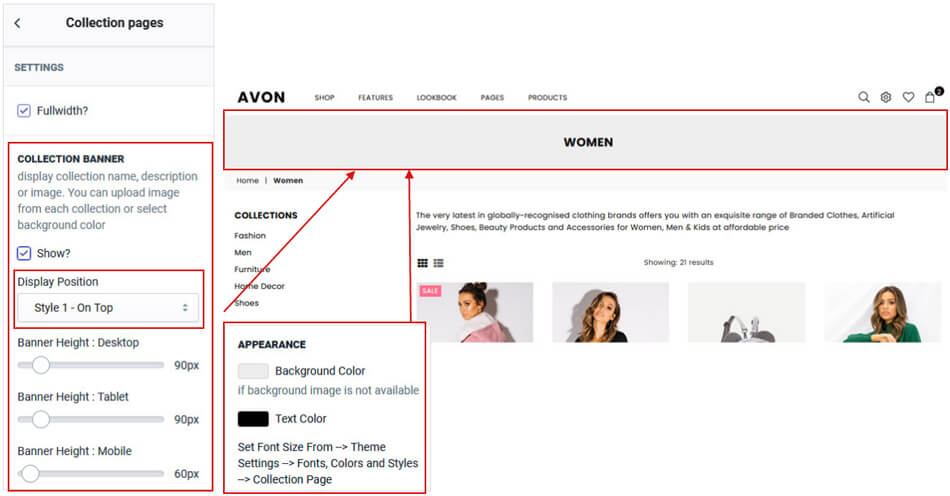 Collection pages
SETTINGS
Fullwidth?
COLLECTION BANNER
display collection name, description
or image. You can upload image
from each collection or select
background color
Show?
Display Position
Style 1 - On Top
Banner Height : Desktop
90px
Banner Height : Tablet
90px
Banner Height : Mobile
60px
AVON
SHOP
FEATURES
LOOKBOOK
PAGES
PRODUCTS
2
WOMEN
Home | Women
COLLECTIONS
Fashion
Men
Furniture
Home Decor
Shoes
The very latest in globally-recognised clothing brands offers you with an exquisite range of Branded Clothes, Artificial
Jewelry, Shoes, Beauty Products and Accessories for Women, Men & Kids at affordable price
Showing: 21 results
SALE
APPEARANCE
Background Color
if background image is not available
Text Color
Set Font Size From --> Theme
Settings --> Fonts, Colors and Styles
--> Collection Page